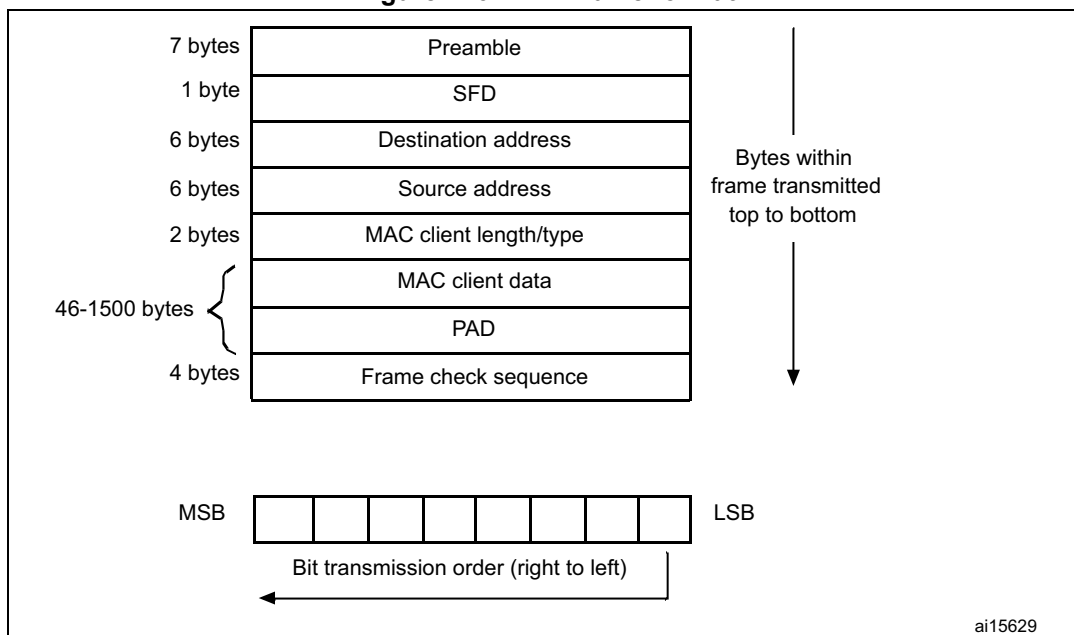 7 bytes Preamble
1 byte SFD
6 bytes Destination address
6 bytes Source address
2 bytes MAC client length/type
MAC client data
46-1500 bytes
PAD
4 bytes Frame check sequence
Bytes within
frame transmitted
top to bottom
MSB LSB
Bit transmission order (right to left)
ai15629